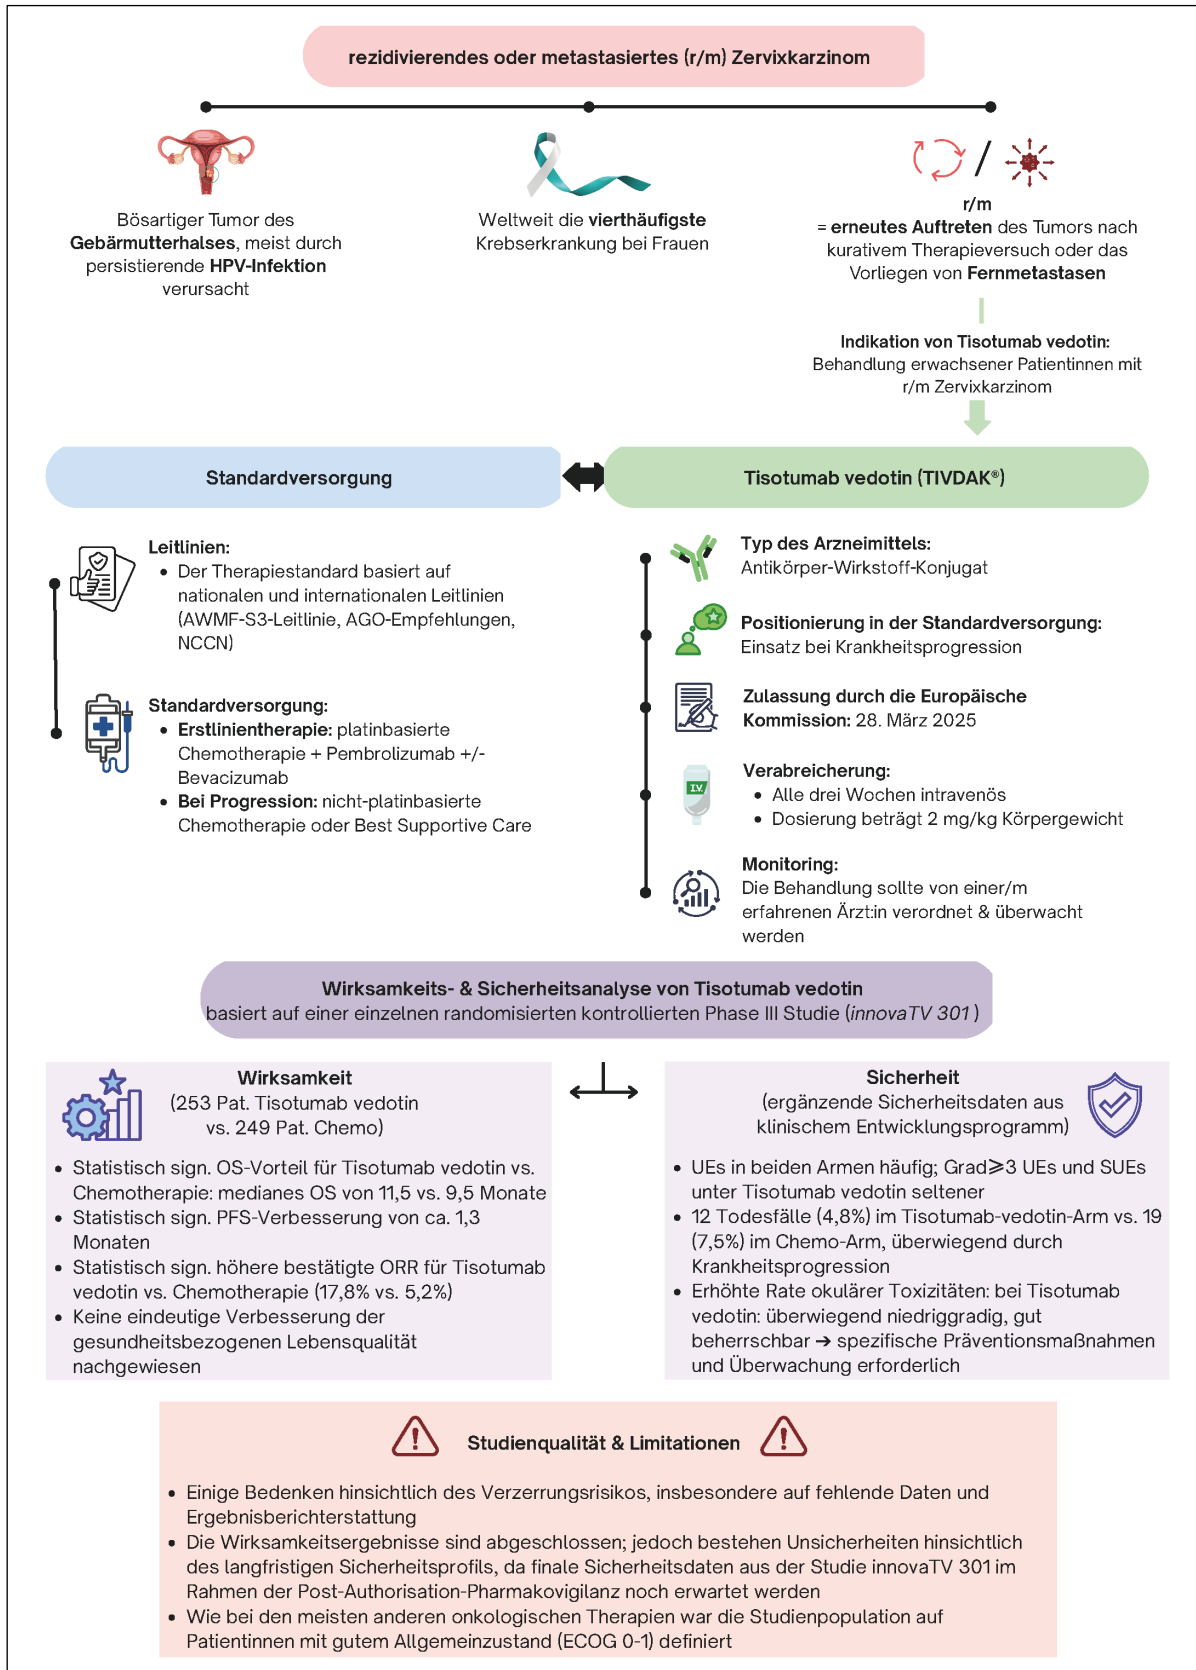 rezidivierendes oder metastasiertes (r/m) Zervixkarzinom
Bösartiger Tumor des
Gebärmutterhalses, meist durch
persistierende HPV-Infektion
verursacht
Weltweit die vierthäufigste
Krebserkrankung bei Frauen
r/m
= erneutes Auftreten des Tumors nach
kurativem Therapieversuch oder das
Vorliegen von Fernmetastasen
Indikation von Tisotumab vedotin:
Behandlung erwachsener Patientinnen mit
r/m Zervixkarzinom
Standardversorgung
Leitlinien:
• Der Therapiestandard basiert auf
nationalen und internationalen Leitlinien
(AWMF-S3-Leitlinie, AGO-Empfehlungen,
NCCN)
Standardversorgung:
• Erstlinientherapie: platinbasierte
Chemotherapie + Pembrolizumab +/-
Bevacizumab
• Bei Progression: nicht-platinbasierte
Chemotherapie oder Best Supportive Care
Tisotumab vedotin (TIVDAK®)
Typ des Arzneimittels:
Antikörper-Wirkstoff-Konjugat
Positionierung in der Standardversorgung:
Einsatz bei Krankheitsprogression
Zulassung durch die Europäische
Kommission: 28. März 2025
I.V.
Verabreicherung:
• Alle drei Wochen intravenös
• Dosierung beträgt 2 mg/kg Körpergewicht
Monitoring:
Die Behandlung sollte von einer/m
erfahrenen Ärzt:in verordnet & überwacht
werden
Wirksamkeits- & Sicherheitsanalyse von Tisotumab vedotin
basiert auf einer einzelnen randomisierten kontrollierten Phase III Studie (innovaTV 301)
Wirksamkeit
(253 Pat. Tisotumab vedotin
vs. 249 Pat. Chemo)
• Statistisch sign. OS-Vorteil für Tisotumab vedotin vs.
Chemotherapie: medianes OS von 11,5 vs. 9,5 Monate
• Statistisch sign. PFS-Verbesserung von ca. 1,3
Monaten
• Statistisch sign. höhere bestätigte ORR für Tisotumab
vedotin vs. Chemotherapie (17,8% vs. 5,2%)
• Keine eindeutige Verbesserung der
gesundheitsbezogenen Lebensqualität
nachgewiesen
Sicherheit
(ergänzende Sicherheitsdaten aus
klinischem Entwicklungsprogramm)
• UEs in beiden Armen häufig; Grad⩾3 UEs und SUEs
unter Tisotumab vedotin seltener
• 12 Todesfälle (4,8%) im Tisotumab-vedotin-Arm vs. 19
(7,5%) im Chemo-Arm, überwiegend durch
Krankheitsprogression
• Erhöhte Rate okulärer Toxizitäten: bei Tisotumab
vedotin: überwiegend niedriggradig, gut
beherrschbar → spezifische Präventionsmaßnahmen
und Überwachung erforderlich
Studienqualität & Limitationen
• Einige Bedenken hinsichtlich des Verzerrungsrisikos, insbesondere auf fehlende Daten und
Ergebnisberichterstattung
• Die Wirksamkeitsergebnisse sind abgeschlossen; jedoch bestehen Unsicherheiten hinsichtlich
des langfristigen Sicherheitsprofils, da finale Sicherheitsdaten aus der Studie innovaTV 301 im
Rahmen der Post-Authorisation-Pharmakovigilanz noch erwartet werden
• Wie bei den meisten anderen onkologischen Therapien war die Studienpopulation auf
Patientinnen mit gutem Allgemeinzustand (ECOG 0-1) definiert